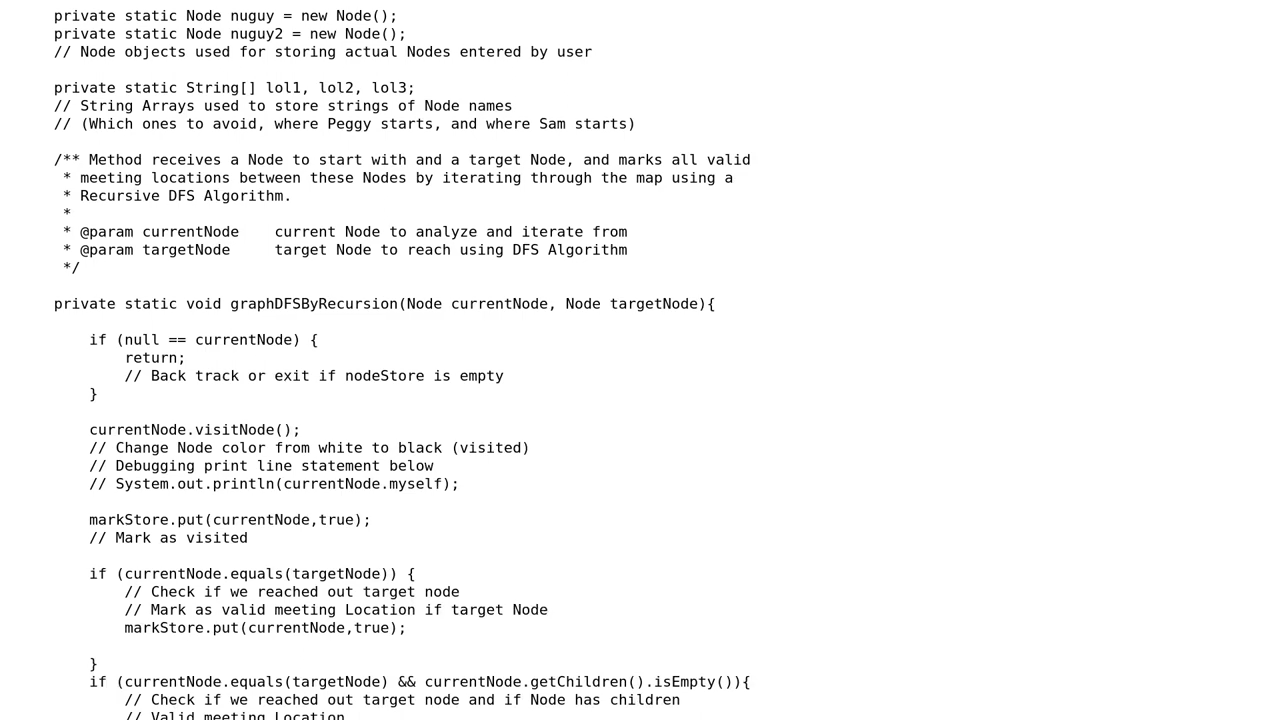 private static Node nuguy = new Node();
private static Node nuguy2 = new Node();
// Node objects used for storing actual Nodes entered by user
private static String[] lol1, lol2, lol3;
// String Arrays used to store strings of Node names
// (Which ones to avoid, where Peggy starts, and where Sam starts)
/** Method receives a Node to start with and a target Node, and marks all valid
* meeting locations between these Nodes by iterating through the map using a
* Recursive DFS Algorithm.
*
* @param currentNode    current Node to analyze and iterate from
* @param targetNode     target Node to reach using DFS Algorithm
*/
private static void graphDFSByRecursion(Node currentNode, Node targetNode){
if (null == currentNode) {
return;
// Back track or exit if nodeStore is empty
}
currentNode.visitNode();
// Change Node color from white to black (visited)
// Debugging print line statement below
// System.out.println(currentNode.myself);
markStore.put(currentNode,true);
// Mark as visited
if (currentNode.equals(targetNode)) {
// Check if we reached out target node
// Mark as valid meeting Location if target Node
markStore.put(currentNode,true);
}
if (currentNode.equals(targetNode) && currentNode.getChildren().isEmpty()){
// Check if we reached out target node and if Node has children
// Valid meeting Location